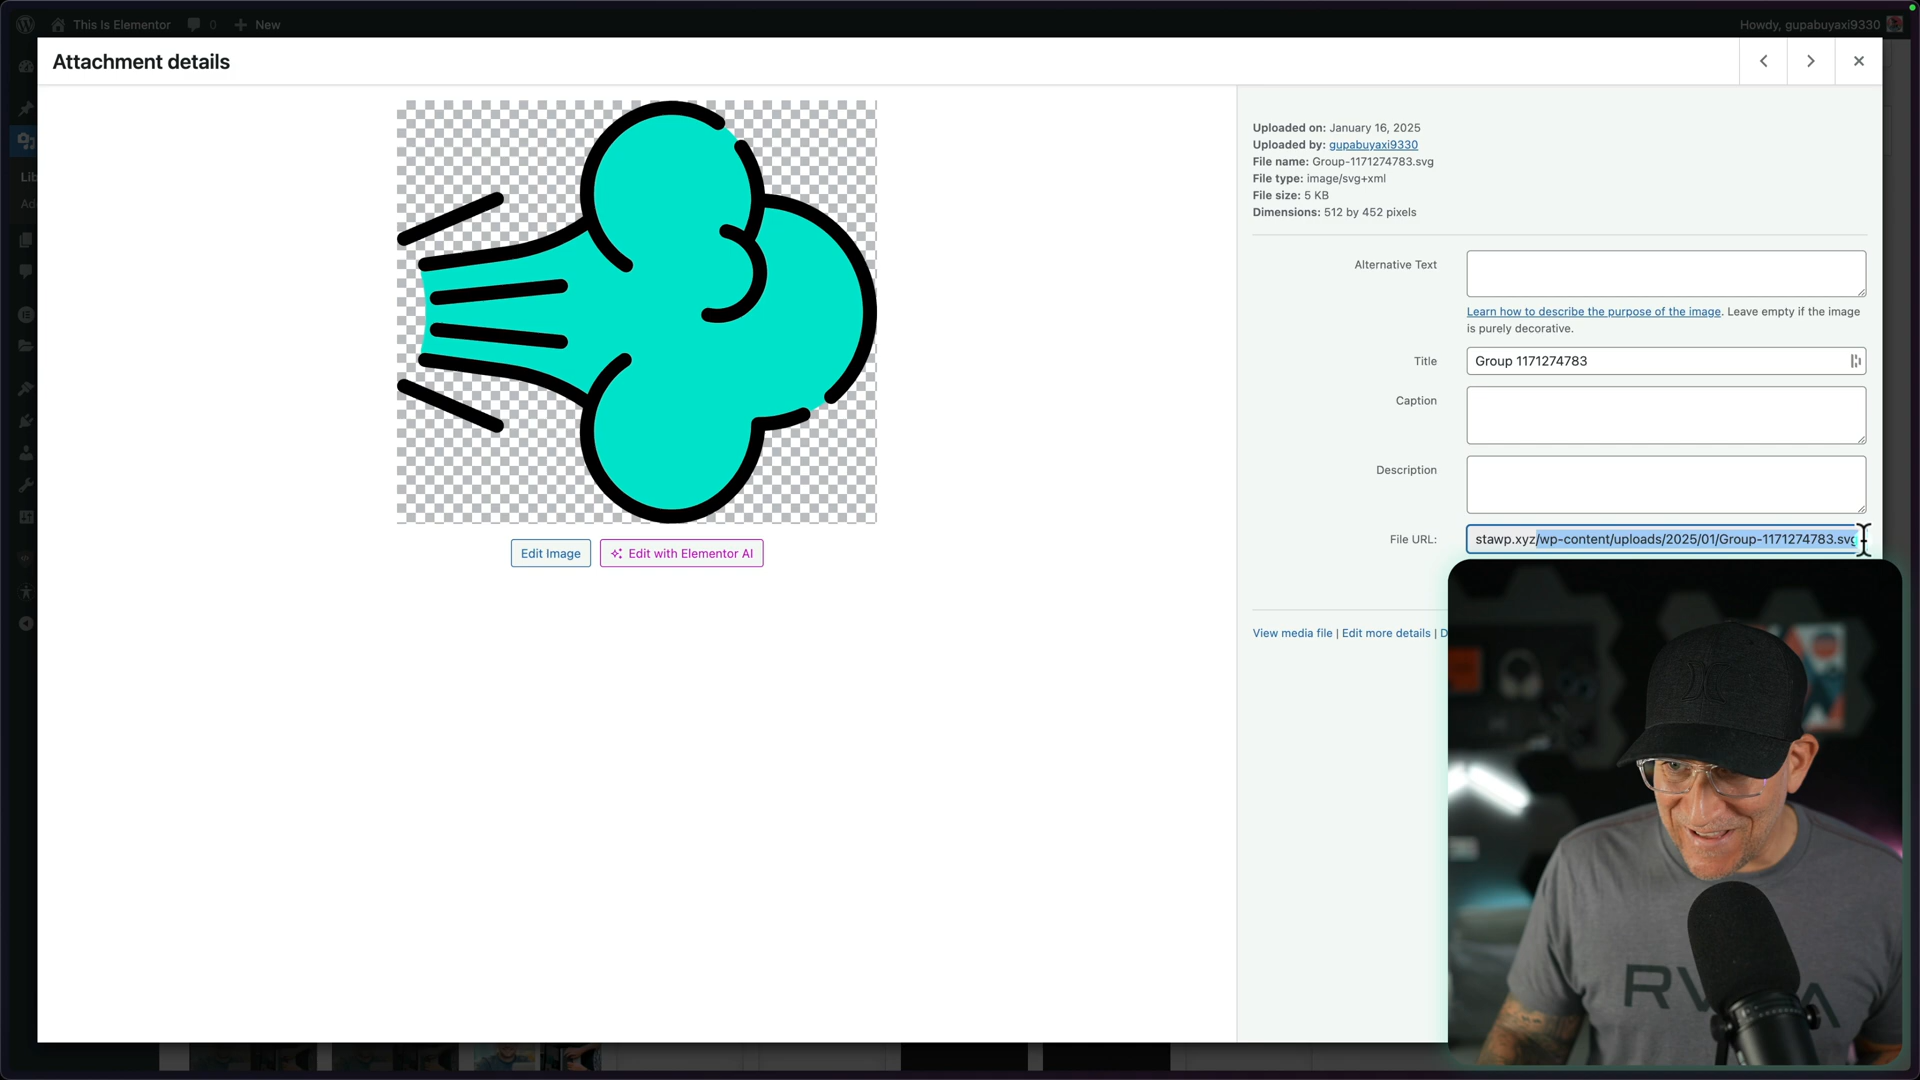 This Is Elementor
0
New
Howdy, gupabuyaxi9330
Attachment details
Uploaded on: January 16, 2025
Uploaded by: gupabuyaxi9330
File name: Group-1171274783.svg
File type: image/svg+xml
File size: 5 KB
Dimensions: 512 by 452 pixels
Alternative Text
Learn how to describe the purpose of the image. Leave empty if the image
is purely decorative.
Title
Group 1171274783
Caption
Description
File URL:
stawp.xyz/wp-content/uploads/2025/01/Group-1171274783.svg
Edit Image
Edit with Elementor AI
View media file | Edit more details | D
Lib
Ad